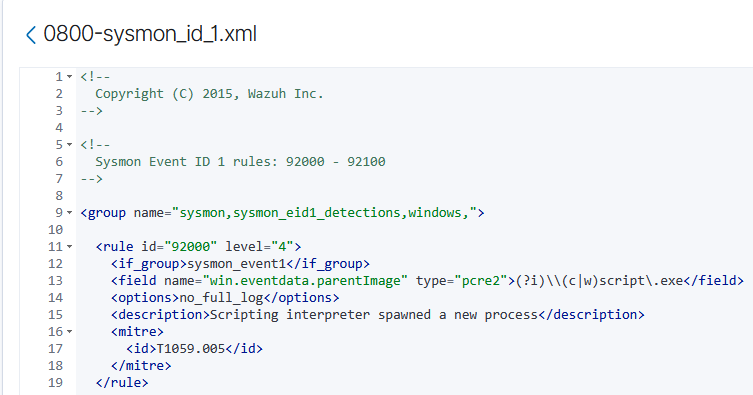 0800-sysmon_id_1.xml
1 <!--
2   Copyright (C) 2015, Wazuh Inc.
3 -->
4
5 <!--
6   Sysmon Event ID 1 rules: 92000 - 92100
7 -->
8
9 <group name="sysmon,sysmon_eid1_detections,windows,">
10
11   <rule id="92000" level="4">
12     <if_group>sysmon_event1</if_group>
13     <field name="win.eventdata.parentImage" type="pcre2">(?i)\\(c|w)script\.exe</field>
14     <options>no_full_log</options>
15     <description>Scripting interpreter spawned a new process</description>
16     <mitre>
17       <id>T1059.005</id>
18     </mitre>
19   </rule>